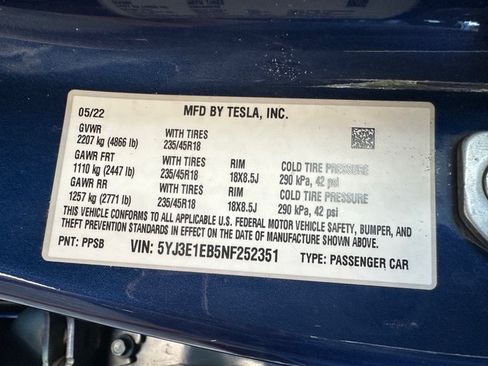 05/22 MFD BY TESLA, INC.
GVWR WITH TIRES
2207 kg (4866 lb) 235/45R18
GAWR FRT WITH TIRES RIM COLD TIRE PRESSURE
1110 kg (2447 lb) 235/45R18 18X8.5J 290 kPa, 42 psi
GAWR RR WITH TIRES RIM COLD TIRE PRESSURE
1257 kg (2771 lb) 235/45R18 18X8.5J 290 kPa, 42 psi
THIS VEHICLE CONFORMS TO ALL APPLICABLE U.S. FEDERAL MOTOR VEHICLE SAFETY, BUMPER, AND
THEFT PREVENTION STANDARDS IN EFFECT ON THE DATE OF MANUFACTURE SHOWN ABOVE.
PNT: PPSB VIN: 5YJ3E1EB5NF252351 TYPE: PASSENGER CAR